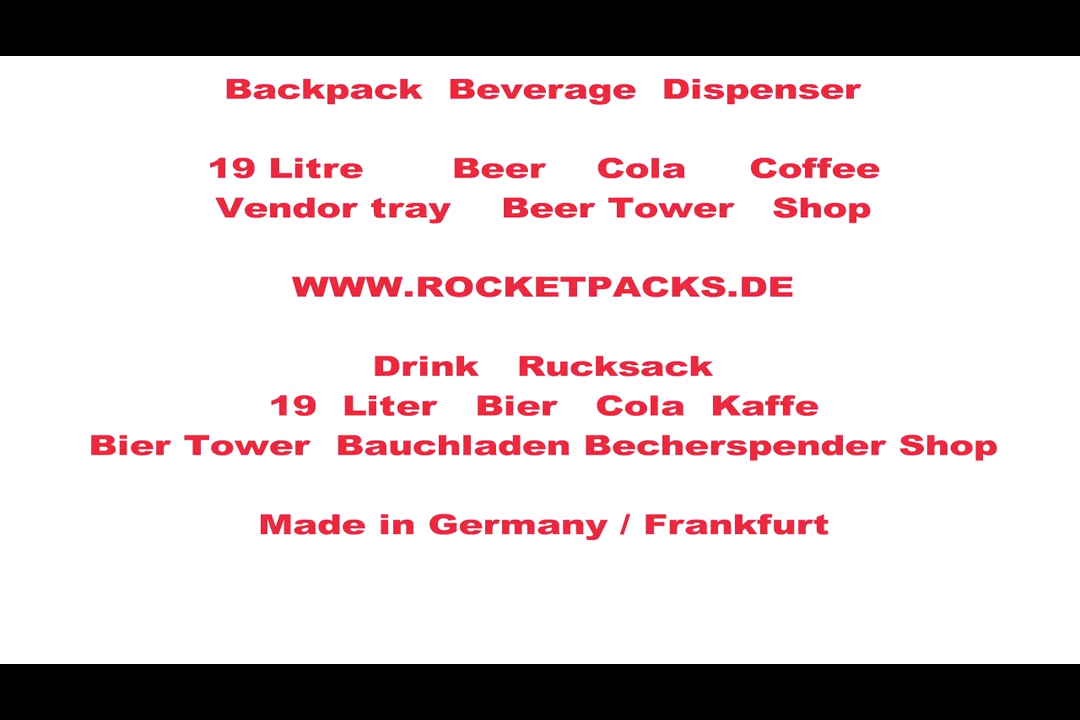 Backpack Beverage Dispenser
19 Litre Beer Cola Coffee
Vendor tray Beer Tower Shop
WWW.ROCKETPACKS.DE
Drink Rucksack
19 Liter Bier Cola Kaffe
Bier Tower Bauchladen Becherspender Shop
Made in Germany / Frankfurt